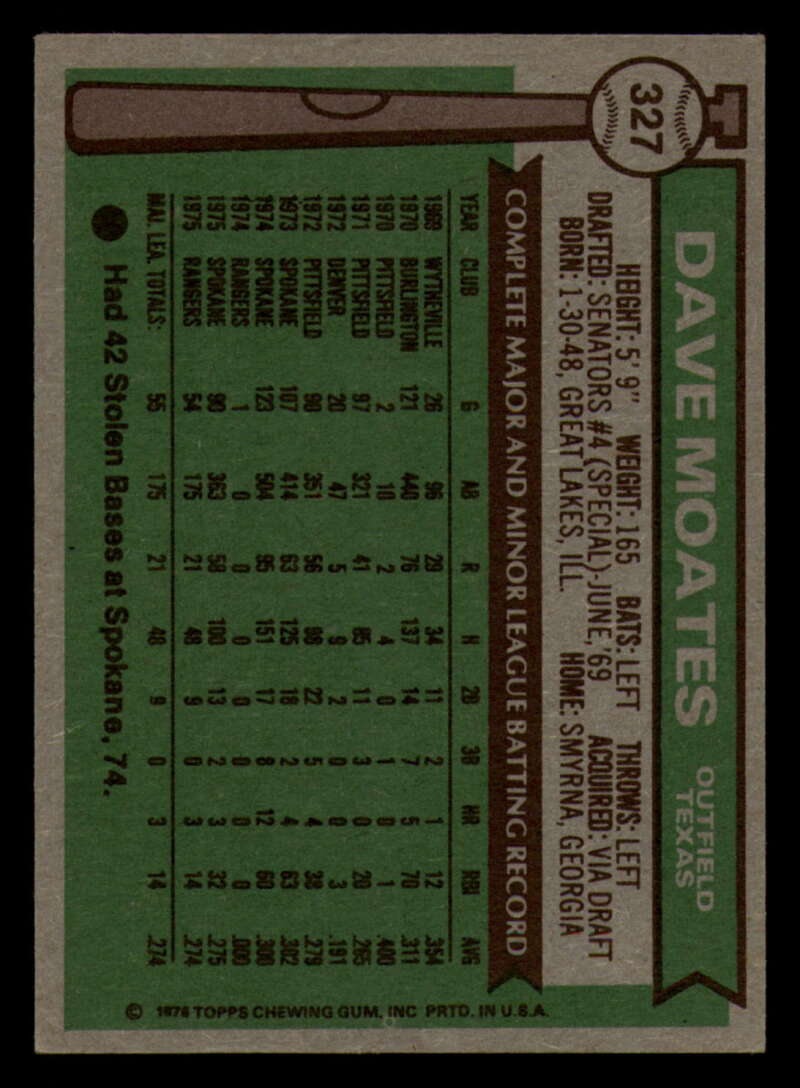 327
DAVE MOATES
OUTFIELD
TEXAS
HEIGHT: 5' 9" WEIGHT: 165 BATS: LEFT THROWS: LEFT
DRAFTED: SENATORS #4 (SPECIAL)-JUNE,'69 ACQUIRED: VIA DRAFT
BORN: 1-30-48, GREAT LAKES, ILL. HOME: SMYRNA, GEORGIA
COMPLETE MAJOR AND MINOR LEAGUE BATTING RECORD
YEAR CLUB G AB R H 2B 3B HR RBI AVG
1969 WYTHEVILLE 26 96 29 34 11 2 1 12 .354
1970 BURLINGTON 121 440 76 137 14 7 5 70 .311
1970 PITTSFIELD 2 10 2 4 0 1 0 1 .400
1971 PITTSFIELD 97 321 41 85 11 3 0 20 .265
1972 DENVER 20 47 5 9 2 0 0 3 .191
1972 PITTSFIELD 98 351 56 98 22 5 4 38 .279
1973 SPOKANE 107 414 63 125 18 2 4 63 .302
1974 SPOKANE 123 504 95 151 17 8 12 60 .300
1974 RANGERS 1 0 0 0 0 0 0 0 .000
1975 SPOKANE 90 363 58 100 13 2 3 32 .275
1975 RANGERS 54 175 21 48 9 0 3 14 .274
MAJ. LEA. TOTALS: 55 175 21 48 9 0 3 14 .274
Had 42 Stolen Bases at Spokane, 74.
© 1976 TOPPS CHEWING GUM, INC PRTD. IN U.S.A.